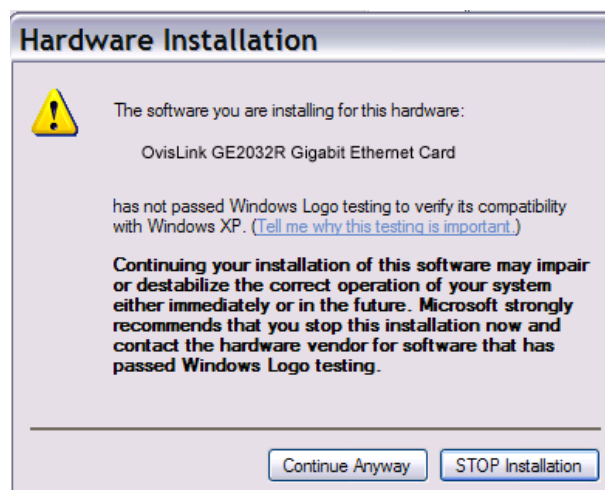 Hardware Installation
The software you are installing for this hardware:
OvisLink GE2032R Gigabit Ethernet Card
has not passed Windows Logo testing to verify its compatibility
with Windows XP. (Tell me why this testing is important.)
Continuing your installation of this software may impair
or destabilize the correct operation of your system
either immediately or in the future. Microsoft strongly
recommends that you stop this installation now and
contact the hardware vendor for software that has
passed Windows Logo testing.
Continue Anyway
STOP Installation